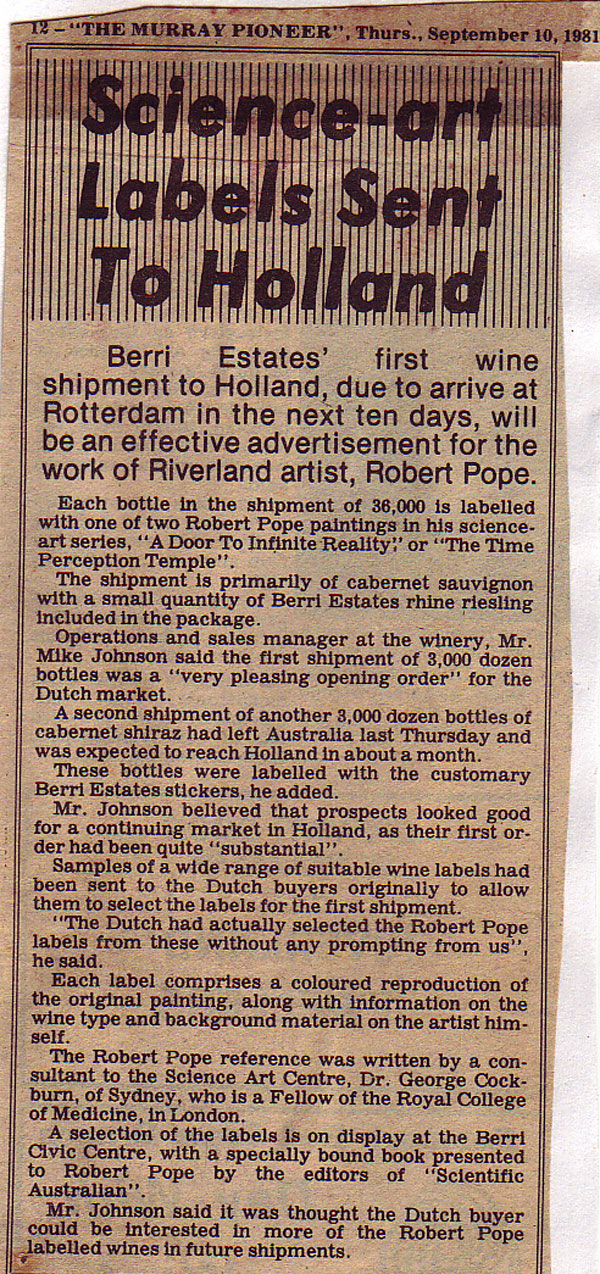 12 – "THE MURRAY PIONEER", Thurs., September 10, 1981
Science-art
Labels Sent
To Holland
Berri Estates' first wine
shipment to Holland, due to arrive at
Rotterdam in the next ten days, will
be an effective advertisement for the
work of Riverland artist, Robert Pope.
Each bottle in the shipment of 36,000 is labelled
with one of two Robert Pope paintings in his science-
art series, "A Door To Infinite Reality;" or "The Time
Perception Temple".
The shipment is primarily of cabernet sauvignon
with a small quantity of Berri Estates rhine riesling
included in the package.
Operations and sales manager at the winery, Mr.
Mike Johnson said the first shipment of 3,000 dozen
bottles was a "very pleasing opening order" for the
Dutch market.
A second shipment of another 3,000 dozen bottles of
cabernet shiraz had left Australia last Thursday and
was expected to reach Holland in about a month.
These bottles were labelled with the customary
Berri Estates stickers, he added.
Mr. Johnson believed that prospects looked good
for a continuing market in Holland, as their first or-
der had been quite "substantial".
Samples of a wide range of suitable wine labels had
been sent to the Dutch buyers originally to allow
them to select the labels for the first shipment.
"The Dutch had actually selected the Robert Pope
labels from these without any prompting from us",
he said.
Each label comprises a coloured reproduction of
the original painting, along with information on the
wine type and background material on the artist him-
self.
The Robert Pope reference was written by a con-
sultant to the Science Art Centre, Dr. George Cock-
burn, of Sydney, who is a Fellow of the Royal College
of Medicine, in London.
A selection of the labels is on display at the Berri
Civic Centre, with a specially bound book presented
to Robert Pope by the editors of "Scientific
Australian".
Mr. Johnson said it was thought the Dutch buyer
could be interested in more of the Robert Pope
labelled wines in future shipments.